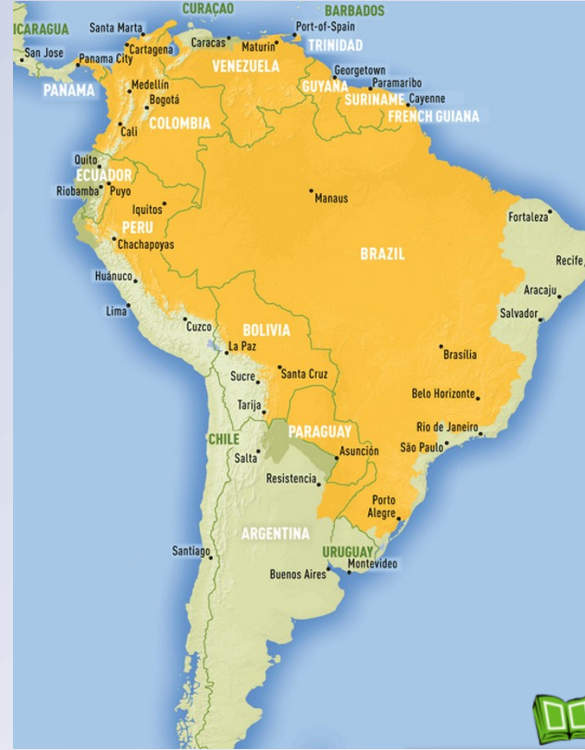 CURAÇAO
BARBADOS
ICARAGUA
Santa Marta
Port-of-Spain
San Jose
Cartagena
Caracas
Maturin
TRINIDAD
Panama City
VENEZUELA
PANAMA
Medellín
Georgetown
GUYANA
Paramaribo
Bogotá
SURINAME
Cayenne
COLOMBIA
FRENCH GUIANA
Cali
Quito
ECUADOR
Riobamba
Puyo
Manaus
Iquitos
Fortaleza
PERU
Chachapoyas
BRAZIL
Recife
Huánuco
Aracaju
Lima
Salvador
Cuzco
BOLIVIA
La Paz
Brasília
Sucre
Santa Cruz
Belo Horizonte
Tarija
Rio de Janeiro
CHILE
PARAGUAY
São Paulo
Salta
Asunción
Resistencia
Porto
Alegre
ARGENTINA
Santiago
URUGUAY
Montevideo
Buenos Aires